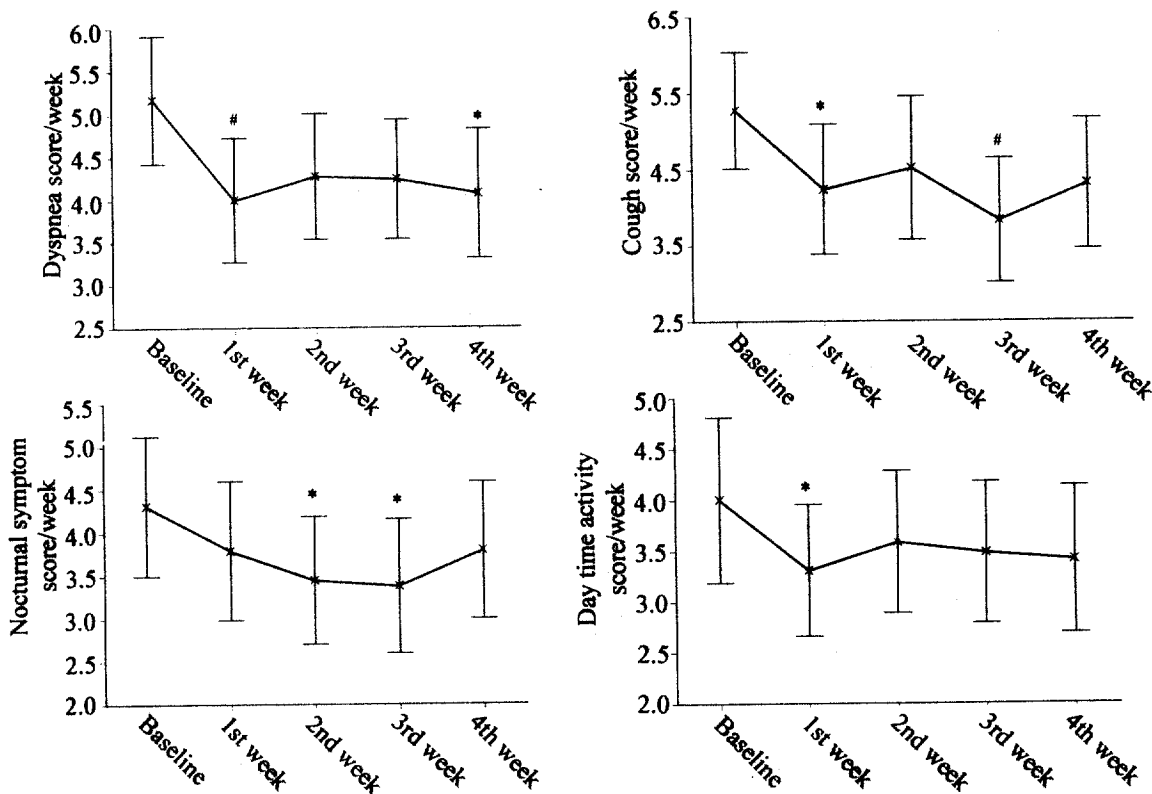 Dyspnea score/week
6.0
5.5
5.0
4.5
4.0
3.5
3.0
2.5
#
*
Baseline
1st week
2nd week
3rd week
4th week
Cough score/week
6.5
5.5
4.5
3.5
2.5
*
#
Baseline
1st week
2nd week
3rd week
4th week
Nocturnal symptom
score/week
5.5
5.0
4.5
4.0
3.5
3.0
2.5
2.0
*
*
Baseline
1st week
2nd week
3rd week
4th week
Day time activity
score/week
5.0
4.5
4.0
3.5
3.0
2.5
2.0
*
Baseline
1st week
2nd week
3rd week
4th week